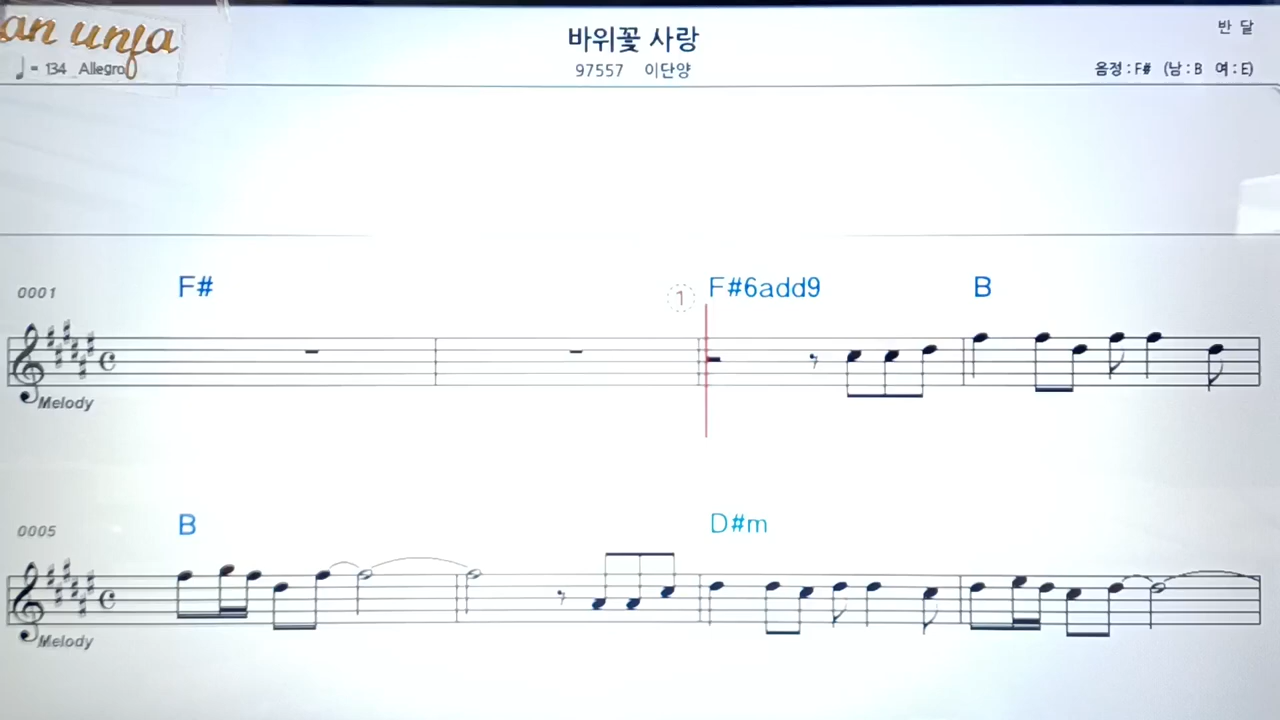 an unfa
바위꽃 사랑
반 달
♩= 134 Allegro
97557 이단양
음정 : F# (남 : B 여 : E)
0001
F#
1
F#6add9
B
Melody
0005
B
D#m
Melody